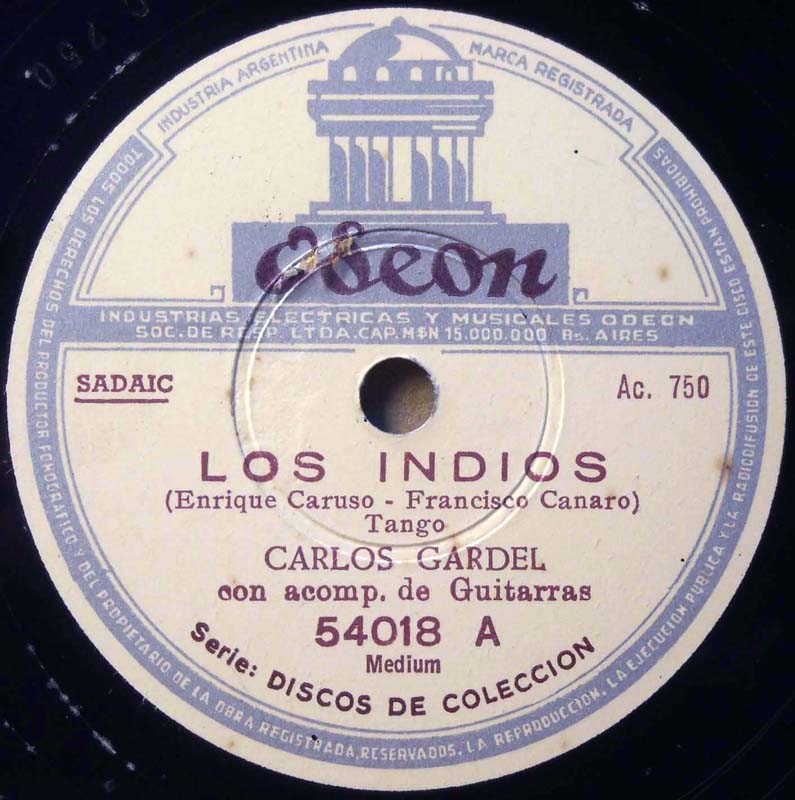 INDUSTRIA ARGENTINA
MARCA REGISTRADA
Odeon
INDUSTRIAS ELECTRICAS Y MUSICALES ODEON
SOC. DE RESP. LTDA. CAP. M$N 15.000.000 Bs. AIRES
SADAIC
Ac. 750
LOS INDIOS
(Enrique Caruso - Francisco Canaro)
Tango
CARLOS GARDEL
con acomp. de Guitarras
54018 A
Medium
Serie: DISCOS DE COLECCION
TODOS LOS DERECHOS DEL PRODUCTOR FONOGRAFICO Y DEL PROPIETARIO DE LA OBRA REGISTRADA, RESERVADOS. LA REPRODUCCION, LA EJECUCION PUBLICA Y LA RADIODIFUSION DE ESTE DISCO ESTAN PROHIBIDAS